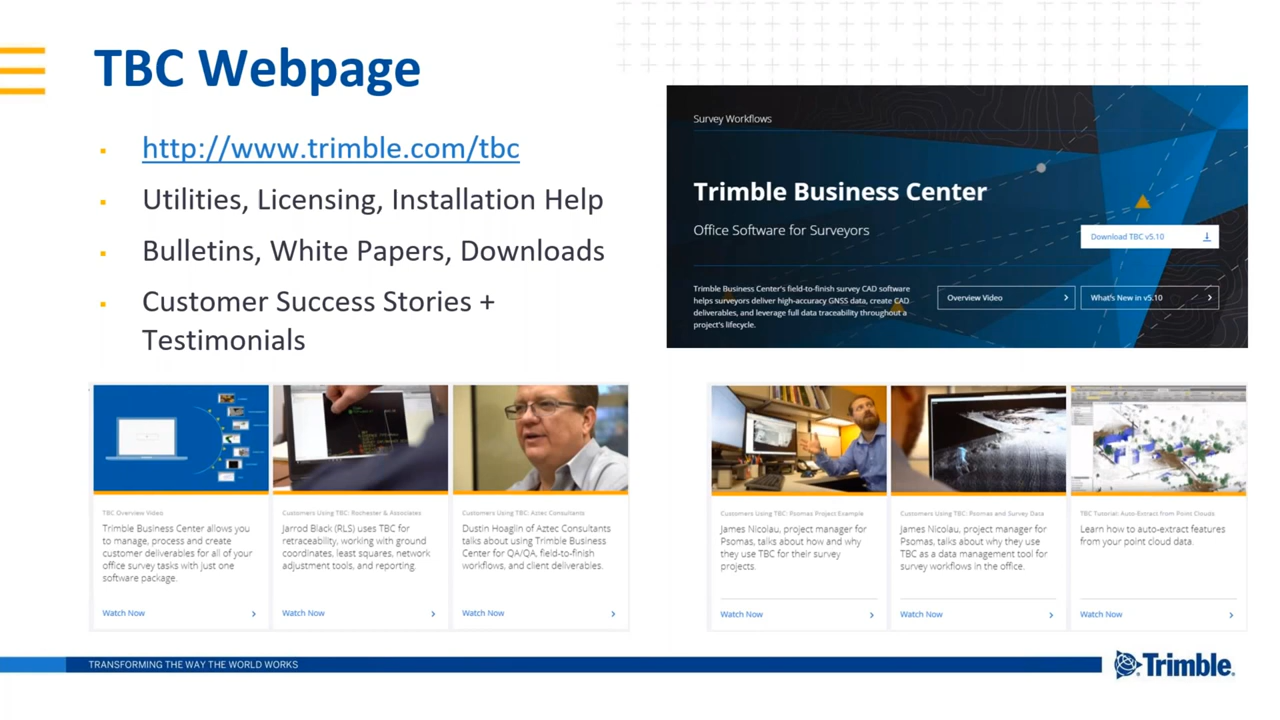 TBC Webpage
http://www.trimble.com/tbc
Utilities, Licensing, Installation Help
Bulletins, White Papers, Downloads
Customer Success Stories +
Testimonials
Survey Workflows
Trimble Business Center
Office Software for Surveyors
Download TBC v5.10
Trimble Business Center's field-to-finish survey CAD software
helps surveyors deliver high-accuracy GNSS data, create CAD
deliverables, and leverage full data traceability throughout a
project's lifecycle.
Overview Video
What's New in v5.10
TBC Overview Video
Trimble Business Center allows you
to manage, process and create
customer deliverables for all of your
office survey tasks with just one
software package.
Watch Now
Customers Using TBC: Rochester & Associates
Jarrod Black (RLS) uses TBC for
retraceability, working with ground
coordinates, least squares, network
adjustment tools, and reporting.
Watch Now
Customers Using TBC: Aztec Consultants
Dustin Hoaglin of Aztec Consultants
talks about using Trimble Business
Center for QA/QA, field-to-finish
workflows, and client deliverables.
Watch Now
Customers Using TBC: Psomas Project Example
James Nicolau, project manager for
Psomas, talks about how and why
they use TBC for their survey
projects.
Watch Now
Customers Using TBC: Psomas and Survey Data
James Nicolau, project manager for
Psomas, talks about why they use
TBC as a data management tool for
survey workflows in the office.
Watch Now
TBC Tutorial: Auto-Extract from Point Clouds
Learn how to auto-extract features
from your point cloud data.
Watch Now
TRANSFORMING THE WAY THE WORLD WORKS
Trimble.